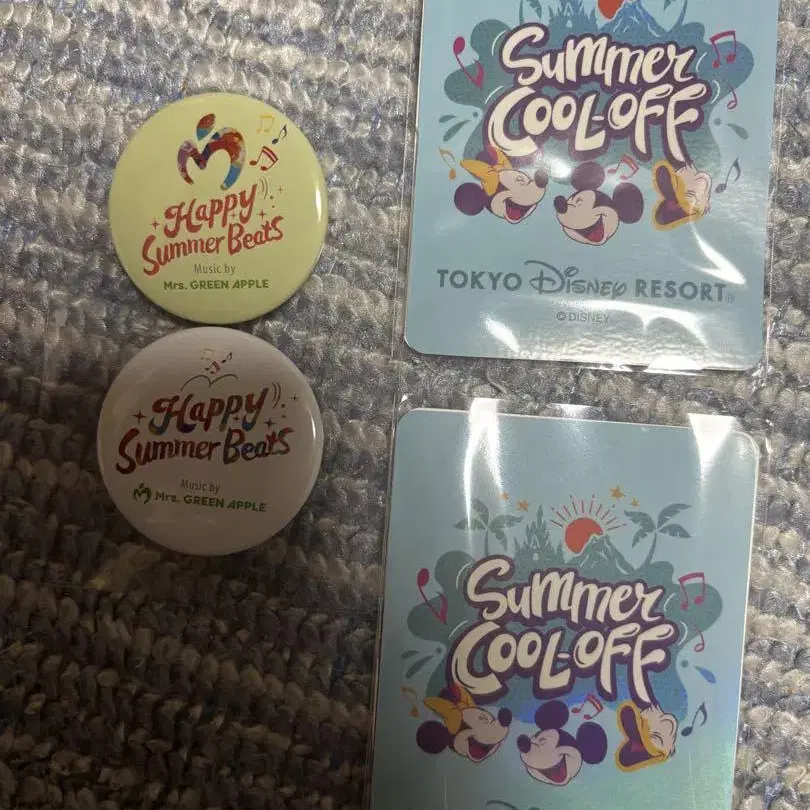 Happy
Summer Beats
Music by
Mrs. GREEN APPLE
Happy
Summer Beats
Music by
Mrs. GREEN APPLE
Summer
COOL-OFF
TOKYO Disney RESORT®
© DISNEY
Summer
COOL-OFF